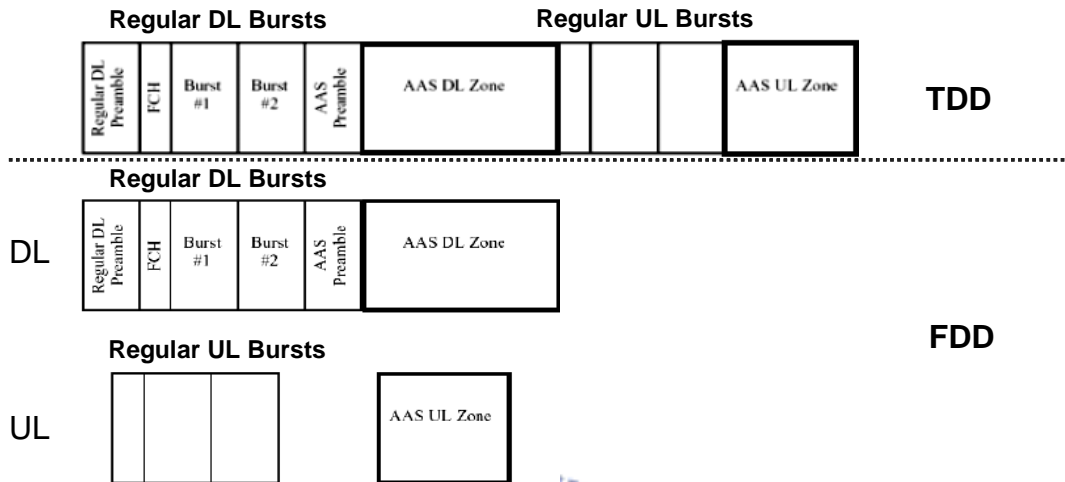 Regular DL Bursts
Regular UL Bursts
Regular DL
Preamble
FCH
Burst
#1
Burst
#2
AAS
Preamble
AAS DL Zone
AAS UL Zone
TDD
Regular DL Bursts
DL
Regular DL
Preamble
FCH
Burst
#1
Burst
#2
AAS
Preamble
AAS DL Zone
FDD
Regular UL Bursts
UL
AAS UL Zone